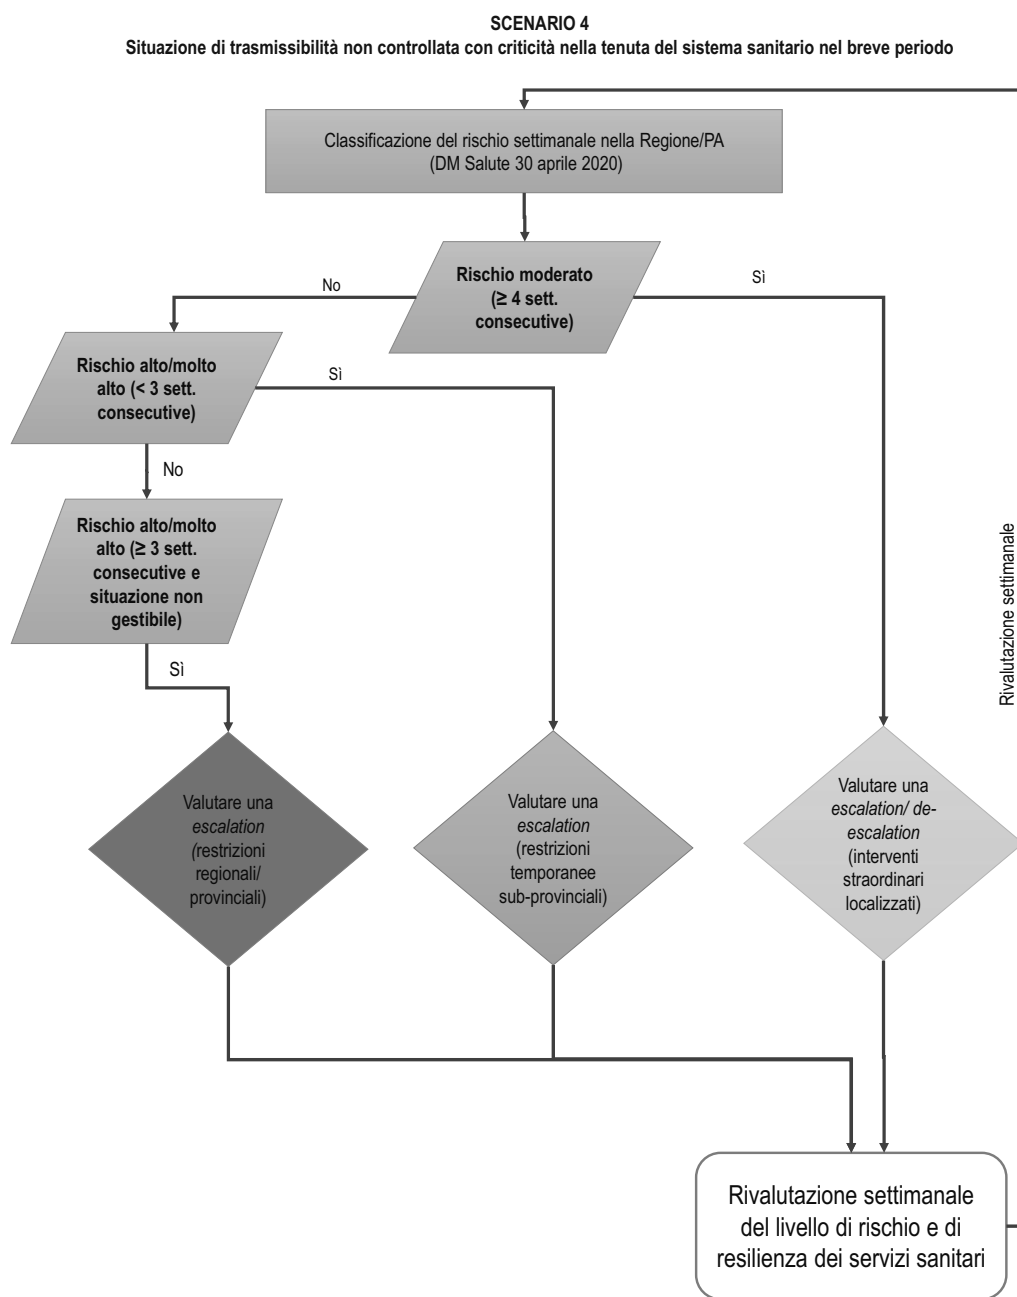 SCENARIO 4
Situazione di trasmissibilità non controllata con criticità nella tenuta del sistema sanitario nel breve periodo
Classificazione del rischio settimanale nella Regione/PA
(DM Salute 30 aprile 2020)
Rischio moderato
(≥ 4 sett.
consecutive)
No
Sì
Rischio alto/molto
alto (< 3 sett.
consecutive)
Sì
No
Rischio alto/molto
alto (≥ 3 sett.
consecutive e
situazione non
gestibile)
Sì
Rivalutazione settimanale
Valutare una
escalation
(restrizioni
regionali/
provinciali)
Valutare una
escalation
(restrizioni
temporanee
sub-provinciali)
Valutare una
escalation/ de-
escalation
(interventi
straordinari
localizzati)
Rivalutazione settimanale
del livello di rischio e di
resilienza dei servizi sanitari